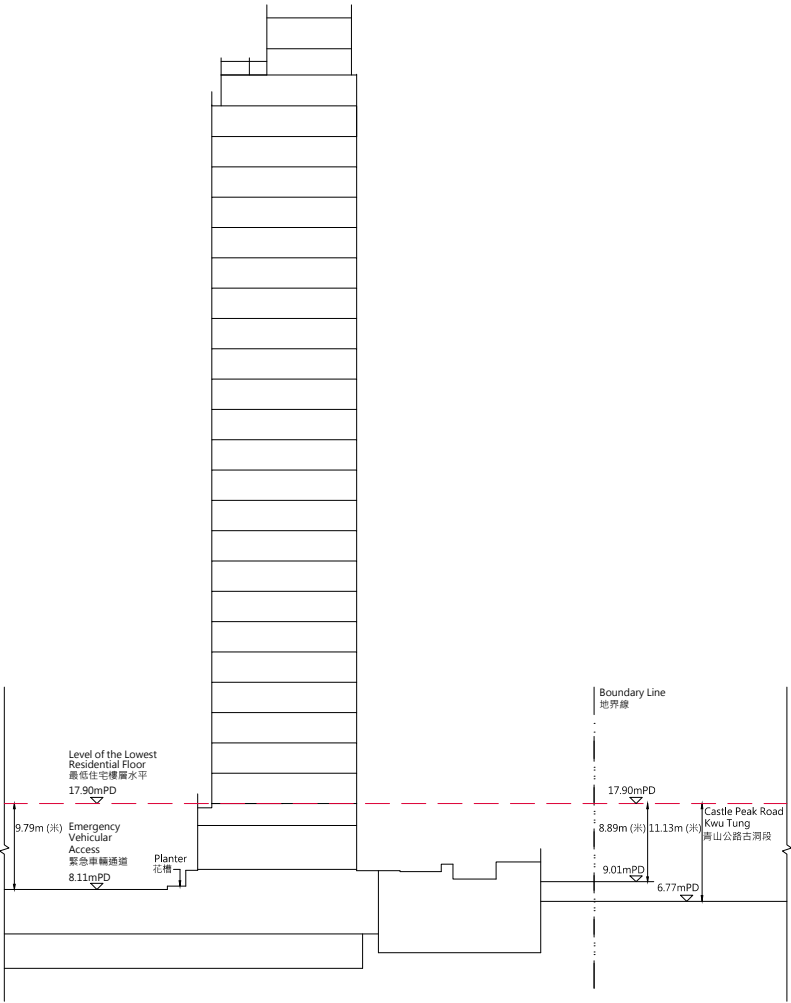 Boundary Line
地界線
Level of the Lowest
Residential Floor
最低住宅樓層水平
17.90mPD
17.90mPD
9.79m (米)
Emergency
Vehicular
Access
緊急車輛通道
8.11mPD
Planter
花槽
8.89m (米)
11.13m (米)
Castle Peak Road
Kwu Tung
青山公路古洞段
9.01mPD
6.77mPD